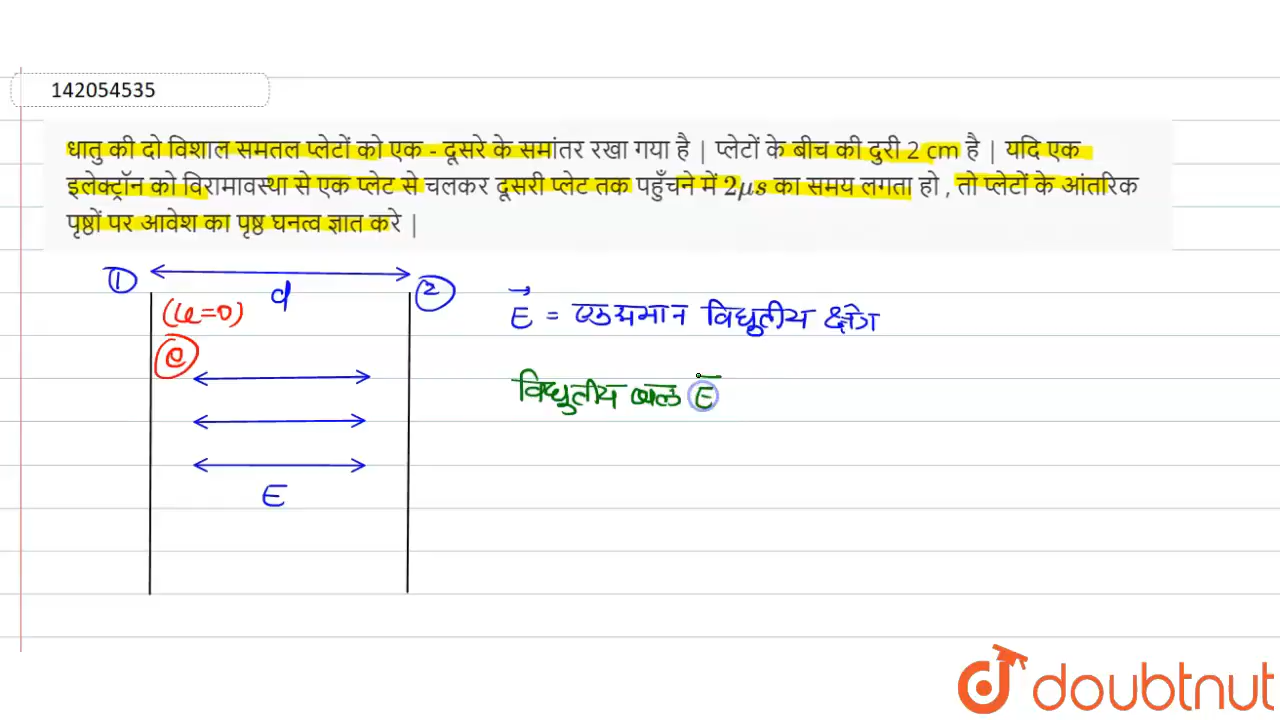 142054535
धातु की दो विशाल समतल प्लेटों को एक - दूसरे के समांतर रखा गया है | प्लेटों के बीच की दुरी 2 cm है | यदि एक
इलेक्ट्रॉन को विरामावस्था से एक प्लेट से चलकर दूसरी प्लेट तक पहुँचने में 2μs का समय लगता हो , तो प्लेटों के आंतरिक
पृष्ठों पर आवेश का पृष्ठ घनत्व ज्ञात करे |
① d ②
(u=0)
e
E
E⃗ = एकसमान विद्युतीय क्षेत्र
विद्युतीय बल E
doubtnut